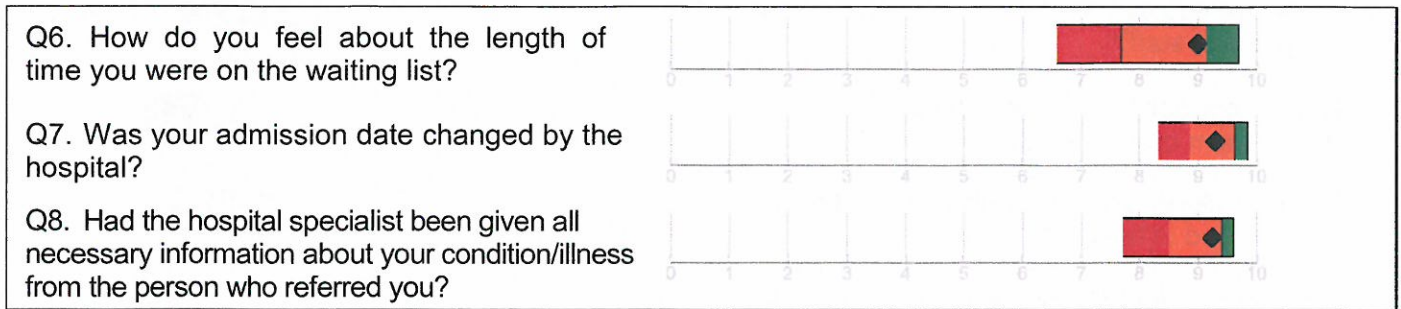 Q6. How do you feel about the length of
time you were on the waiting list?
0 1 2 3 4 5 6 7 8 9 10
Q7. Was your admission date changed by the
hospital?
0 1 2 3 4 5 6 7 8 9 10
Q8. Had the hospital specialist been given all
necessary information about your condition/illness
from the person who referred you?
0 1 2 3 4 5 6 7 8 9 10